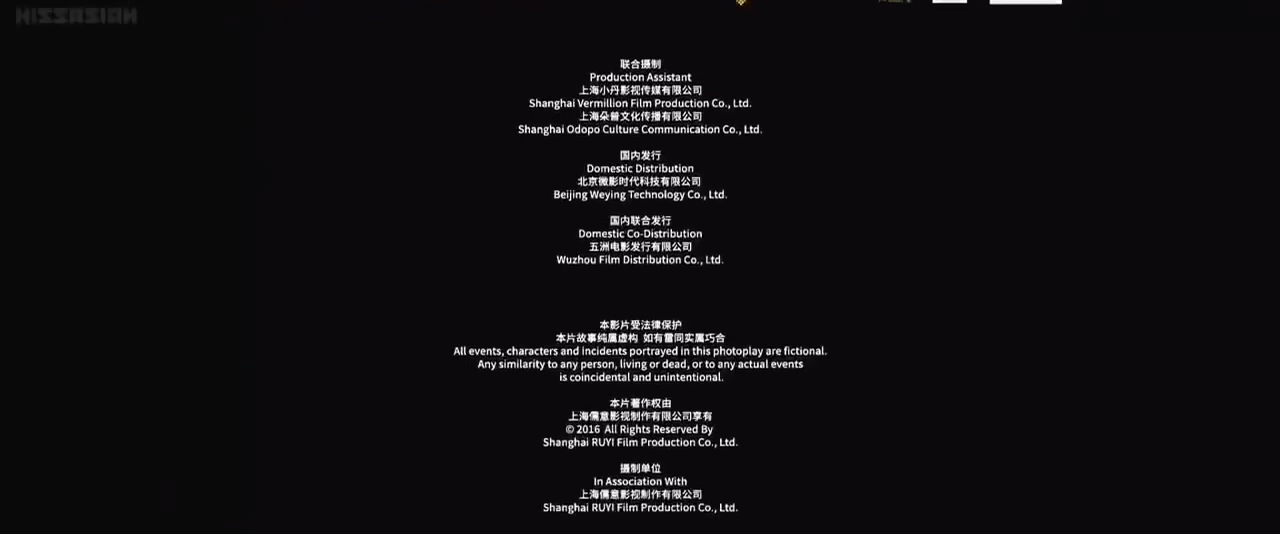 KISSASIAN
联合摄制
Production Assistant
上海小丹影视传媒有限公司
Shanghai Vermillion Film Production Co., Ltd.
上海朵普文化传播有限公司
Shanghai Odopo Culture Communication Co., Ltd.
国内发行
Domestic Distribution
北京微影时代科技有限公司
Beijing Weying Technology Co., Ltd.
国内联合发行
Domestic Co-Distribution
五洲电影发行有限公司
Wuzhou Film Distribution Co., Ltd.
本影片受法律保护
本片故事纯属虚构 如有雷同实属巧合
All events, characters and incidents portrayed in this photoplay are fictional.
Any similarity to any person, living or dead, or to any actual events
is coincidental and unintentional.
本片著作权由
上海儒意影视制作有限公司享有
© 2016 All Rights Reserved By
Shanghai RUYI Film Production Co., Ltd.
摄制单位
In Association With
上海儒意影视制作有限公司
Shanghai RUYI Film Production Co., Ltd.